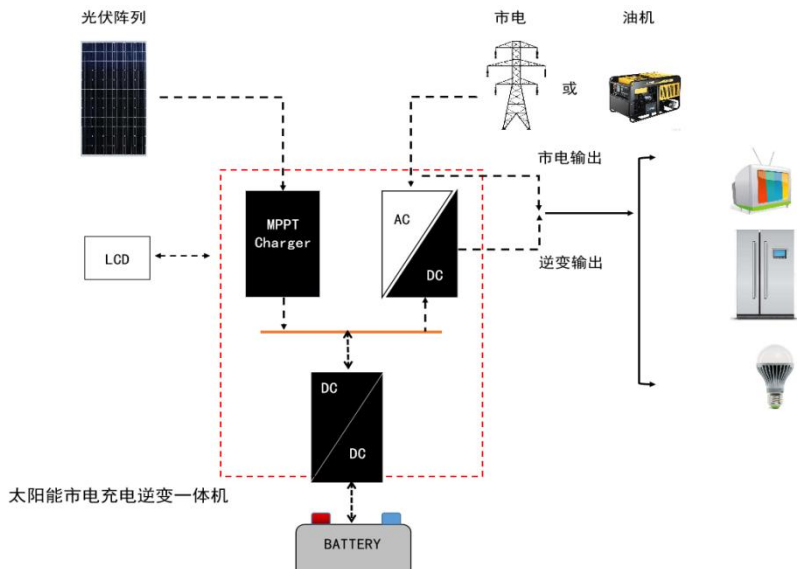 光伏阵列
市电
油机
或
市电输出
MPPT
Charger
AC
DC
LCD
逆变输出
DC
DC
太阳能市电充电逆变一体机
BATTERY